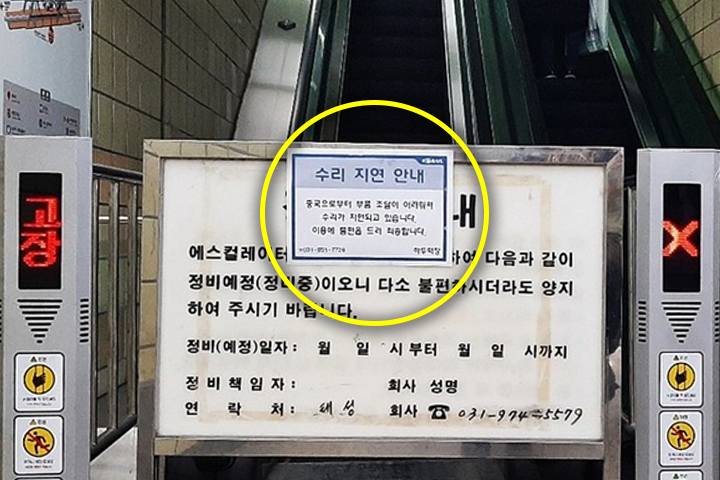 고장
수리 지연 안내
중국으로부터 부품 조달이 어려워서
수리가 지연되고 있습니다.
이용에 불편을 드려 죄송합니다.
내
에스컬레이터
하여 다음과 같이
정비예정(정비중)이오니 다소 불편하시더라도 양지
하여 주시기 바랍니다.
정비(예정)일자: 월 일 시부터 월 일 시까지
정비책임자: 회사 성명
연락처: 태성 회사 ☎ 031-974-5579
X